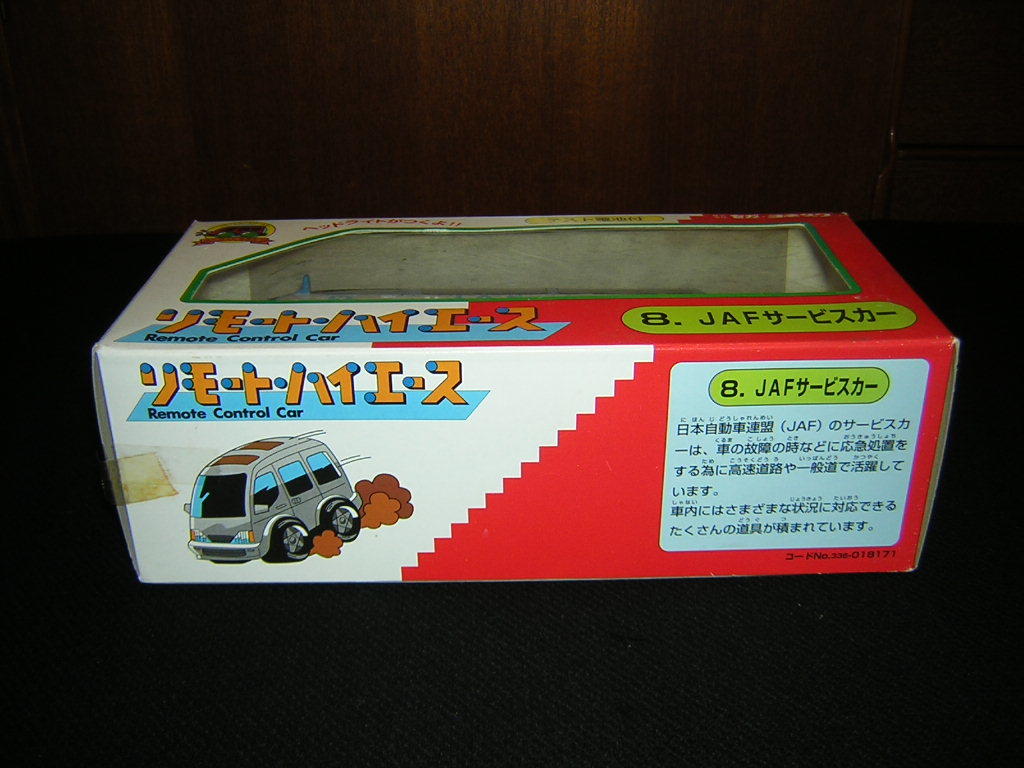 ヘッドライトがつくよ!!
テスト電池付
リモート・ハイエース
Remote Control Car
8. JAFサービスカー
リモート・ハイエース
Remote Control Car
8. JAFサービスカー
日本自動車連盟（JAF）のサービスカ
ーは、車の故障の時などに応急処置を
する為に高速道路や一般道で活躍して
います。
車内にはさまざまな状況に対応できる
たくさんの道具が積まれています。
コードNo.336-018171